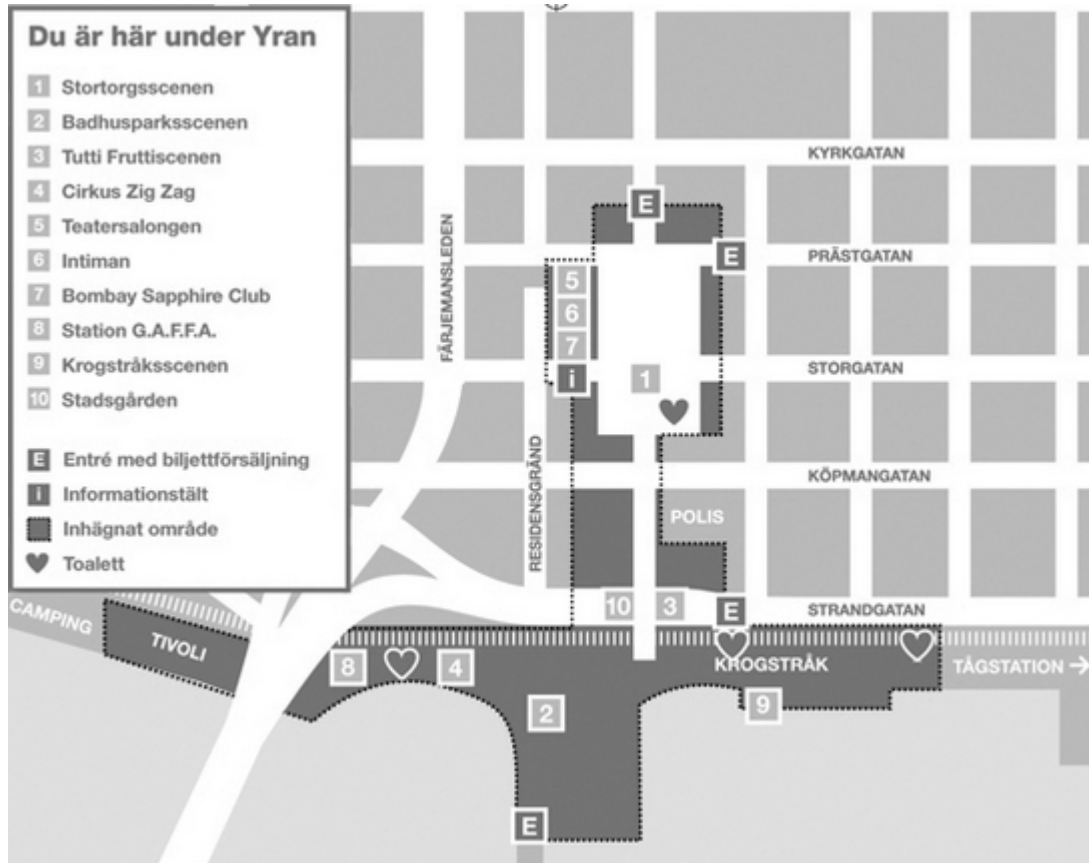 Du är här under Yran
1 Stortorgsscenen
2 Badhusparksscenen
3 Tutti Fruttiscenen
4 Cirkus Zig Zag
5 Teatersalongen
6 Intiman
7 Bombay Sapphire Club
8 Station G.A.F.F.A.
9 Krogstråksscenen
10 Stadsgården
E Entré med biljettförsäljning
i Informationstält
Inhägnat område
Toalett
KYRKGATAN
E
PRÄSTGATAN
E
FÄRJEMANSLEDEN
5
6
7
i
1
STORGATAN
RESIDENSGRÄND
KÖPMANGATAN
POLIS
10
3
E
STRANDGATAN
CAMPING
TIVOLI
8
4
KROGSTRÅK
TÅGSTATION →
2
9
E